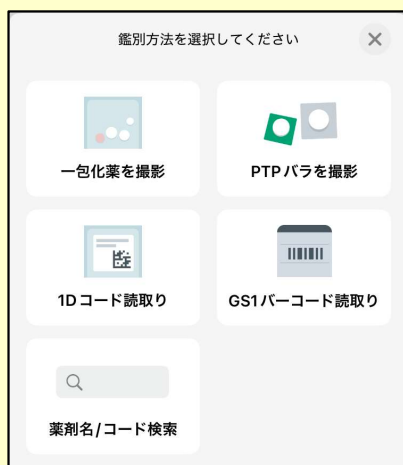 鑑別方法を選択してください
一包化薬を撮影
PTPバラを撮影
1Dコード読取り
GS1バーコード読取り
薬剤名/コード検索